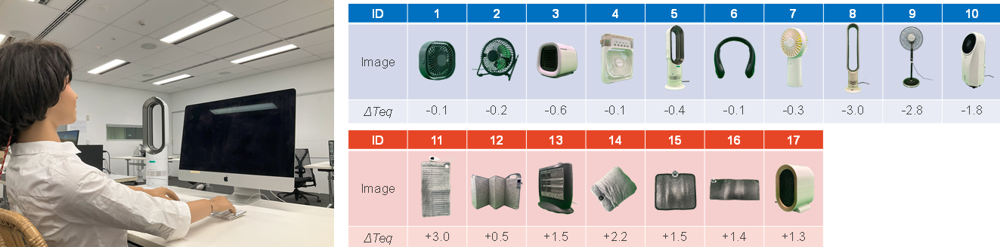 ID 1 2 3 4 5 6 7 8 9 10
Image
ΔTeq -0.1 -0.2 -0.6 -0.1 -0.4 -0.1 -0.3 -3.0 -2.8 -1.8
ID 11 12 13 14 15 16 17
Image
ΔTeq +3.0 +0.5 +1.5 +2.2 +1.5 +1.4 +1.3